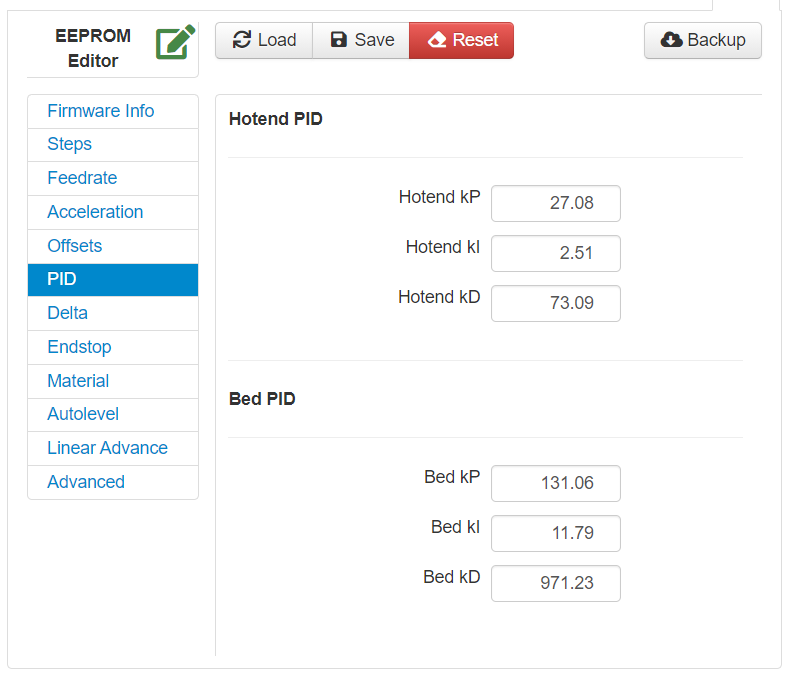 EEPROM
Editor
Load
Save
Reset
Backup
Firmware Info
Steps
Feedrate
Acceleration
Offsets
PID
Delta
Endstop
Material
Autolevel
Linear Advance
Advanced
Hotend PID
Hotend kP 27.08
Hotend kI 2.51
Hotend kD 73.09
Bed PID
Bed kP 131.06
Bed kI 11.79
Bed kD 971.23